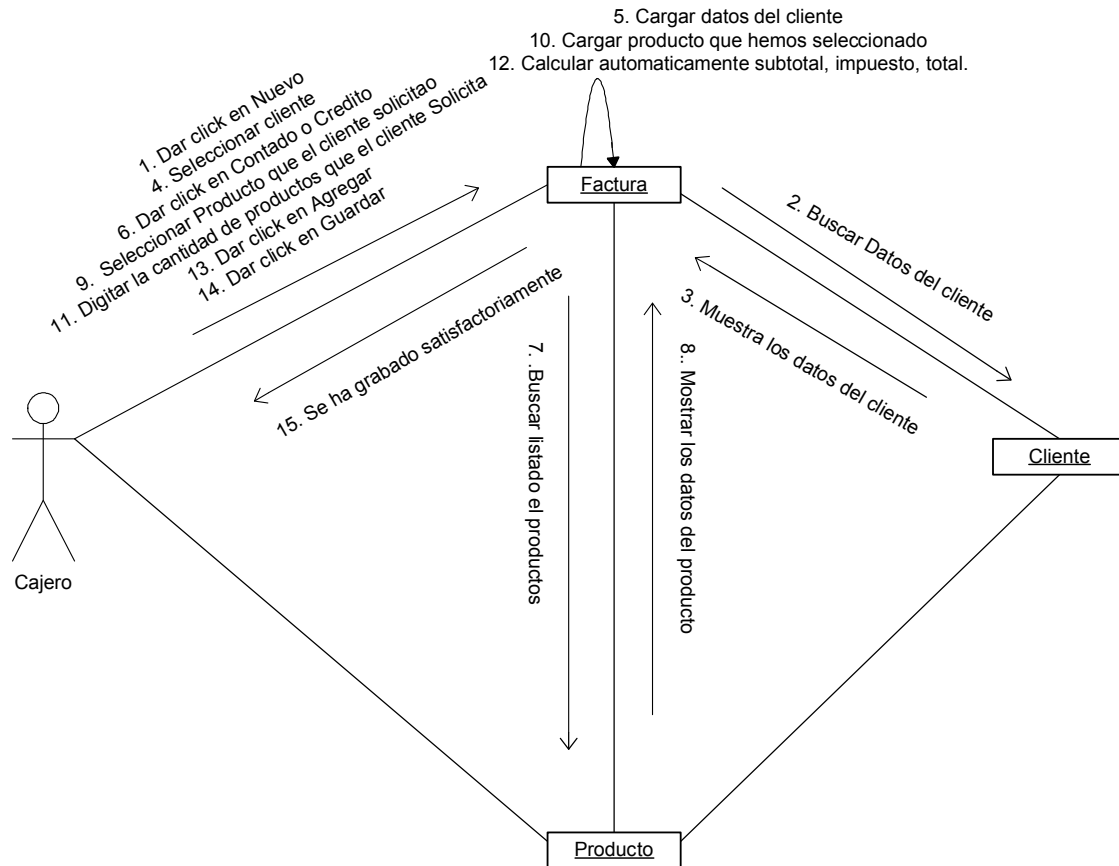 5. Cargar datos del cliente
10. Cargar producto que hemos seleccionado
12. Calcular automaticamente subtotal, impuesto, total.
1. Dar click en Nuevo
4. Seleccionar cliente
6. Dar click en Contado o Credito
9. Seleccionar Producto que el cliente solicitao
11. Digitar la cantidad de productos que el cliente Solicita
13. Dar click en Agregar
14. Dar click en Guardar
Factura
2. Buscar Datos del cliente
3. Muestra los datos del cliente
15. Se ha grabado satisfactoriamente
7. .Buscar listado el productos
8.. Mostrar los datos del producto
Cliente
Cajero
Producto